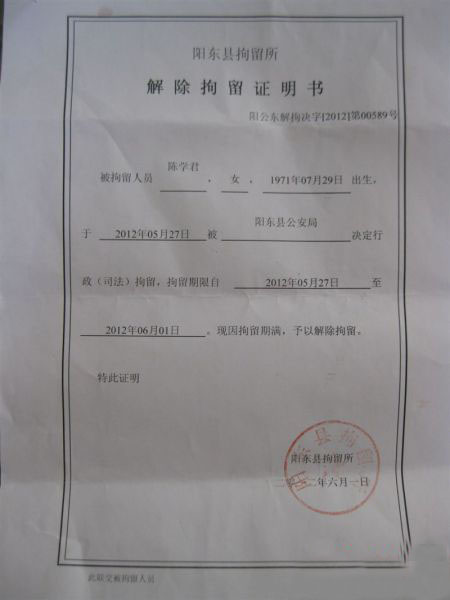 阳东县拘留所
解除拘留证明书
阳公东解拘决字[2012]第00589号
被拘留人员 陈学君 ， 女 ， 1971年07月29日 出生，
于 2012年05月27日 被 阳东县公安局 决定行
政（司法）拘留，拘留期限自 2012年05月27日 至
2012年06月01日 。现因拘留期满，予以解除拘留。
特此证明
阳东县拘留所
阳东县拘留所
二〇一二年六月一日
此联交被拘留人员